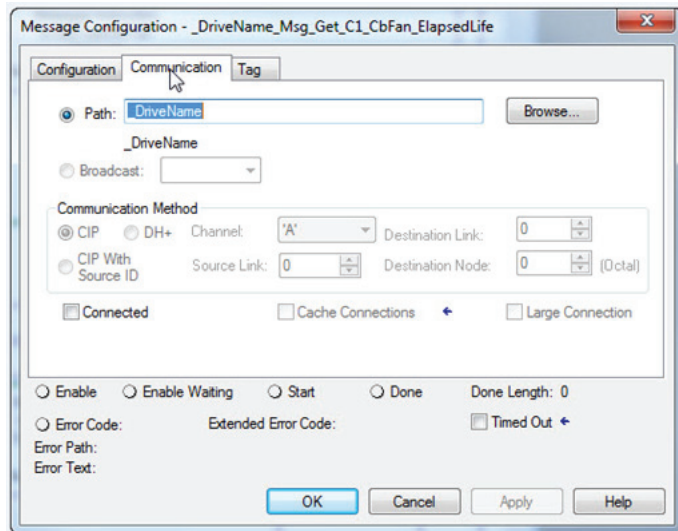 Message Configuration - _DriveName_Msg_Get_C1_CbFan_ElapsedLife
Configuration Communication Tag
Path: _DriveName Browse...
_DriveName
Broadcast:
Communication Method
CIP DH+ Channel: 'A' Destination Link: 0
CIP With Source ID Source Link: 0 Destination Node: 0 (Octal)
Connected Cache Connections Large Connection
Enable Enable Waiting Start Done Done Length: 0
Error Code: Extended Error Code: Timed Out
Error Path:
Error Text:
OK Cancel Apply Help